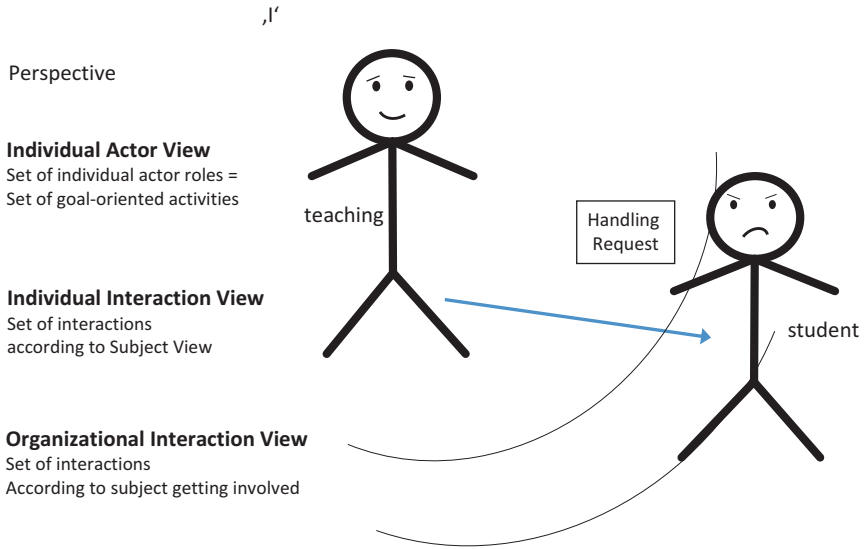 ‚I‘
Perspective
Individual Actor View
Set of individual actor roles =
Set of goal-oriented activities
teaching
Handling
Request
Individual Interaction View
Set of interactions
according to Subject View
student
Organizational Interaction View
Set of interactions
According to subject getting involved